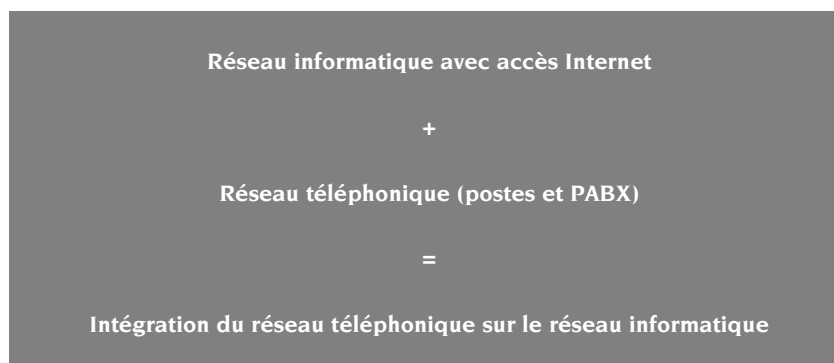 Réseau informatique avec accès Internet
+
Réseau téléphonique (postes et PABX)
=
Intégration du réseau téléphonique sur le réseau informatique